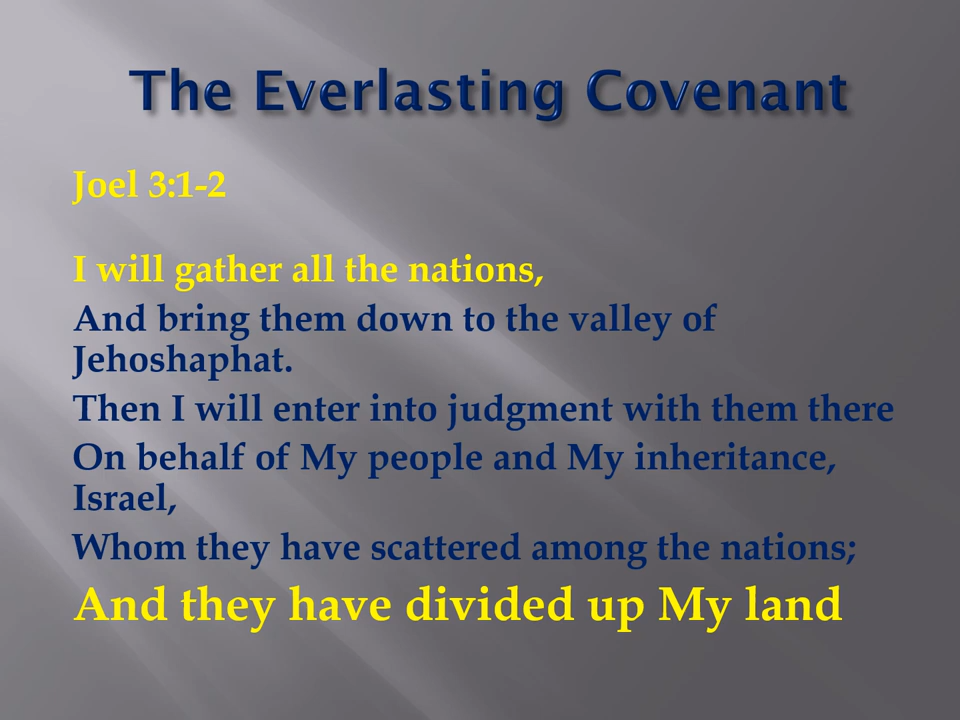 The Everlasting Covenant
Joel 3:1-2
I will gather all the nations,
And bring them down to the valley of
Jehoshaphat.
Then I will enter into judgment with them there
On behalf of My people and My inheritance,
Israel,
Whom they have scattered among the nations;
And they have divided up My land